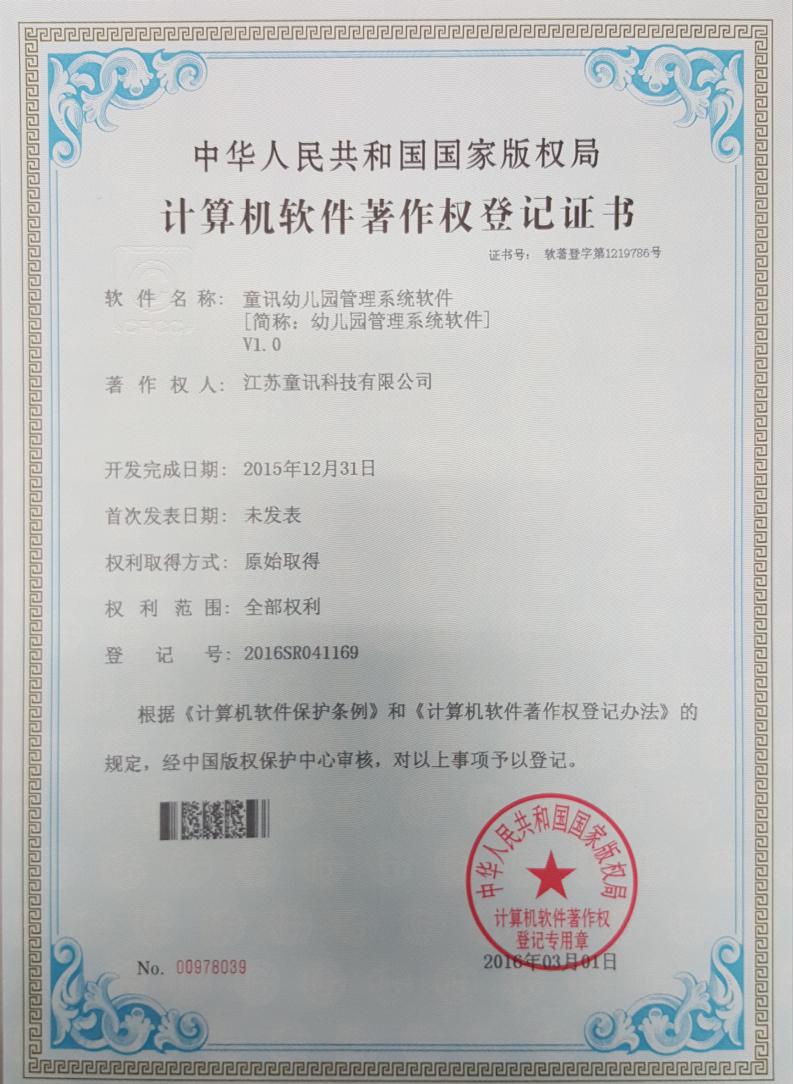 中华人民共和国国家版权局
计算机软件著作权登记证书
证书号： 软著登字第1219786号
软件名称： 童讯幼儿园管理系统软件
[简称：幼儿园管理系统软件]
V1.0
著作权人： 江苏童讯科技有限公司
开发完成日期： 2015年12月31日
首次发表日期： 未发表
权利取得方式： 原始取得
权利范围： 全部权利
登记号： 2016SR041169
根据《计算机软件保护条例》和《计算机软件著作权登记办法》的
规定，经中国版权保护中心审核，对以上事项予以登记。
中华人民共和国国家版权局
计算机软件著作权
登记专用章
No. 00978039
2016年03月01日